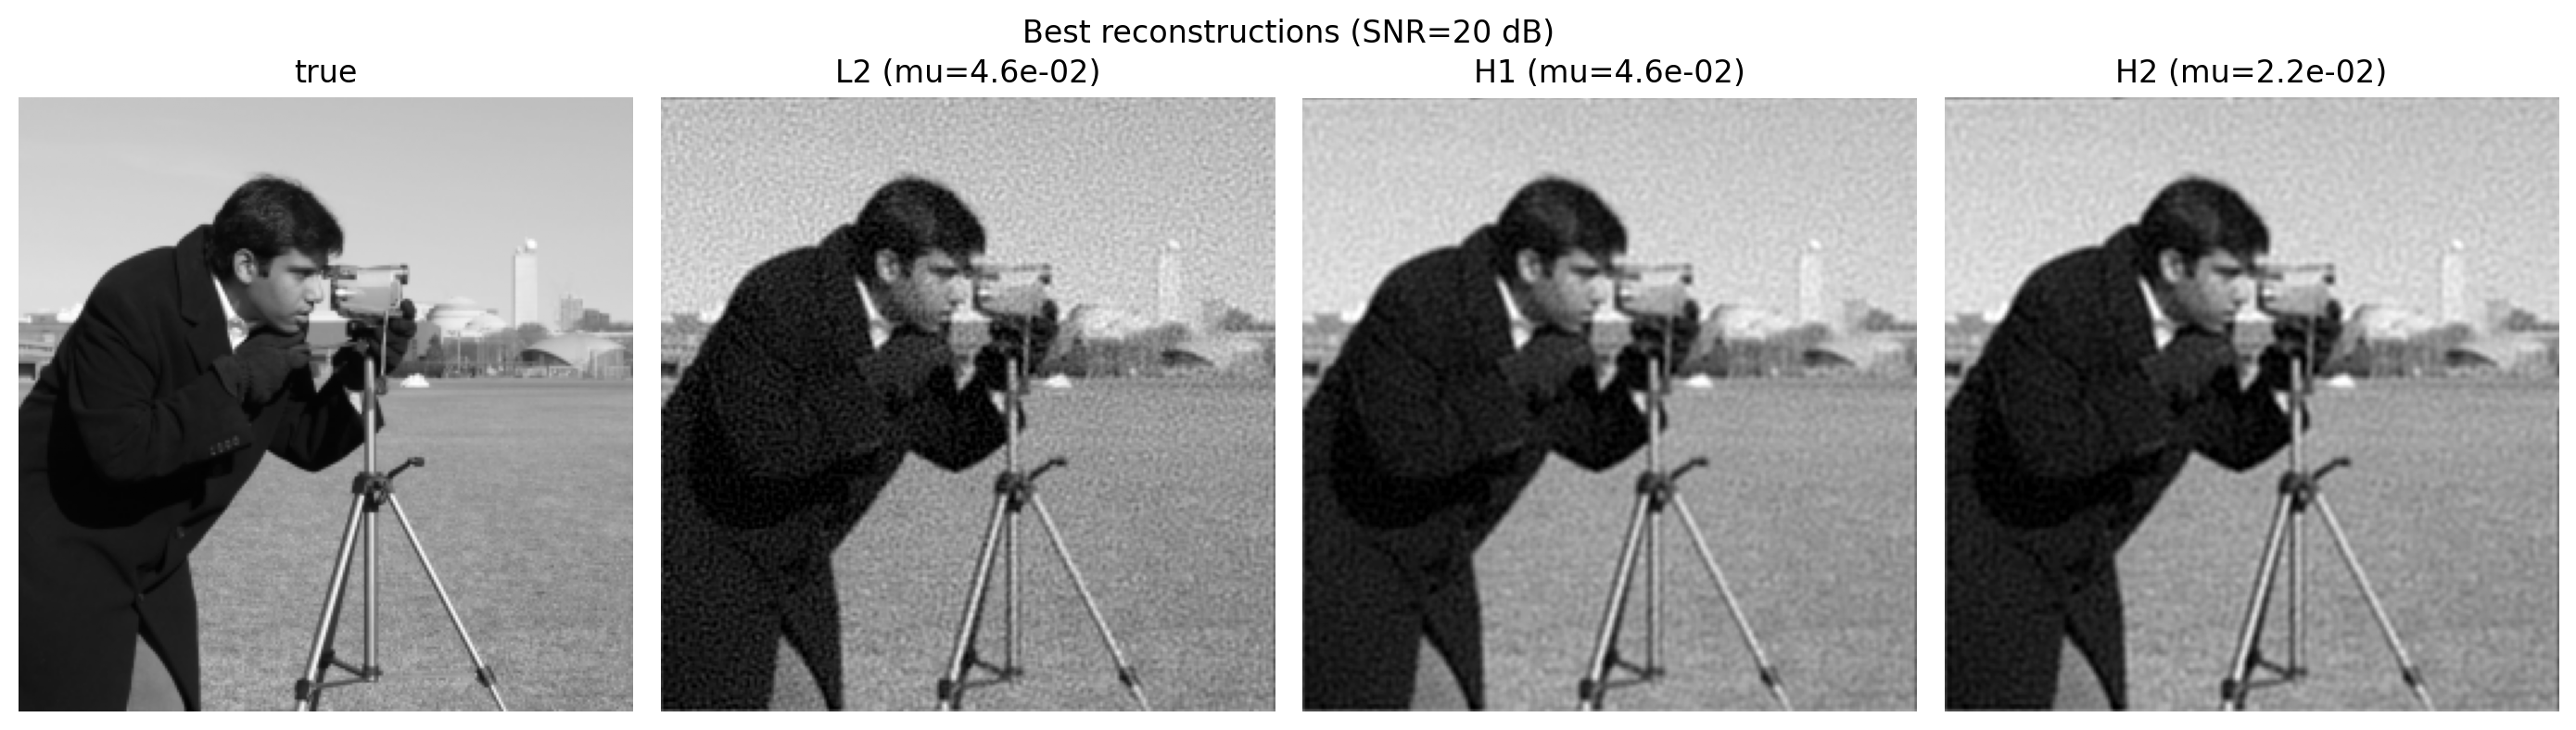 Best reconstructions (SNR=20 dB)
true
L2 (mu=4.6e-02)
H1 (mu=4.6e-02)
H2 (mu=2.2e-02)